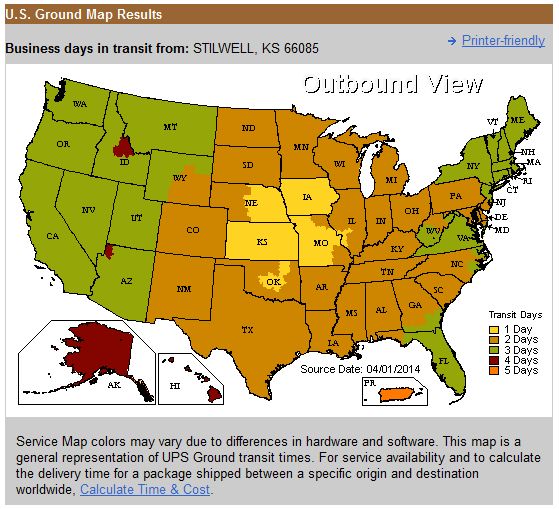 U.S. Ground Map Results
Business days in transit from: STILWELL, KS 66085
Printer-friendly
Outbound View
WA
MT
ND
MN
ME
VT
OR
ID
SD
WI
NY
NH
MA
WY
MI
RI
CT
NE
IA
PA
NJ
NV
UT
IL
IN
OH
DE
MD
CA
CO
KS
MO
WV
VA
KY
AZ
NM
OK
AR
TN
NC
SC
MS
AL
GA
TX
LA
FL
AK
HI
PR
Source Date: 04/01/2014
Transit Days
1 Day
2 Days
3 Days
4 Days
5 Days
Service Map colors may vary due to differences in hardware and software. This map is a
general representation of UPS Ground transit times. For service availability and to calculate
the delivery time for a package shipped between a specific origin and destination
worldwide, Calculate Time & Cost.